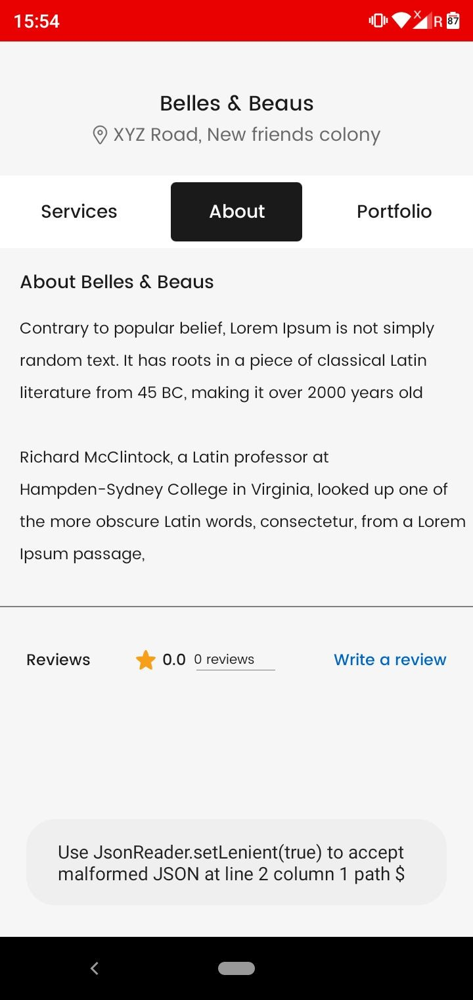 15:54
R 87
Belles & Beaus
XYZ Road, New friends colony
Services About Portfolio
About Belles & Beaus
Contrary to popular belief, Lorem Ipsum is not simply
random text. It has roots in a piece of classical Latin
literature from 45 BC, making it over 2000 years old
Richard McClintock, a Latin professor at
Hampden-Sydney College in Virginia, looked up one of
the more obscure Latin words, consectetur, from a Lorem
Ipsum passage,
Reviews 0.0 0 reviews Write a review
Use JsonReader.setLenient(true) to accept
malformed JSON at line 2 column 1 path $